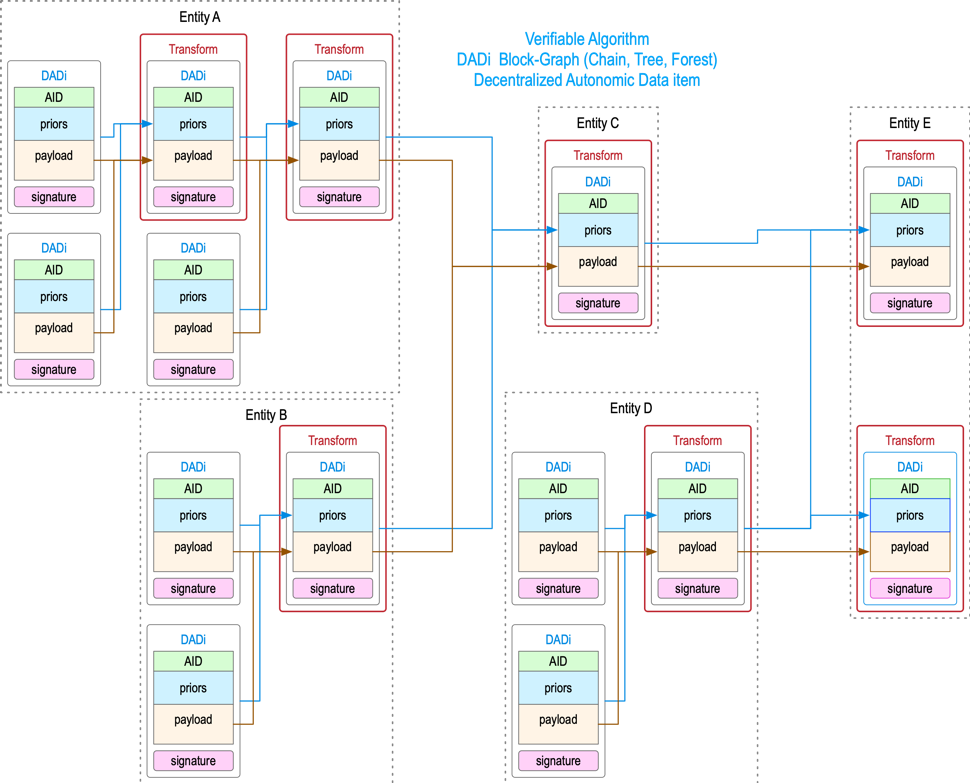 Entity A
Verifiable Algorithm
DADi Block-Graph (Chain, Tree, Forest)
Decentralized Autonomic Data item
DADi
AID
priors
payload
signature
Transform
DADi
AID
priors
payload
signature
Transform
DADi
AID
priors
payload
signature
DADi
AID
priors
payload
signature
DADi
AID
priors
payload
signature
Entity C
Transform
DADi
AID
priors
payload
signature
Entity E
Transform
DADi
AID
priors
payload
signature
Entity B
DADi
AID
priors
payload
signature
Transform
DADi
AID
priors
payload
signature
DADi
AID
priors
payload
signature
Entity D
DADi
AID
priors
payload
signature
Transform
DADi
AID
priors
payload
signature
DADi
AID
priors
payload
signature
Transform
DADi
AID
priors
payload
signature